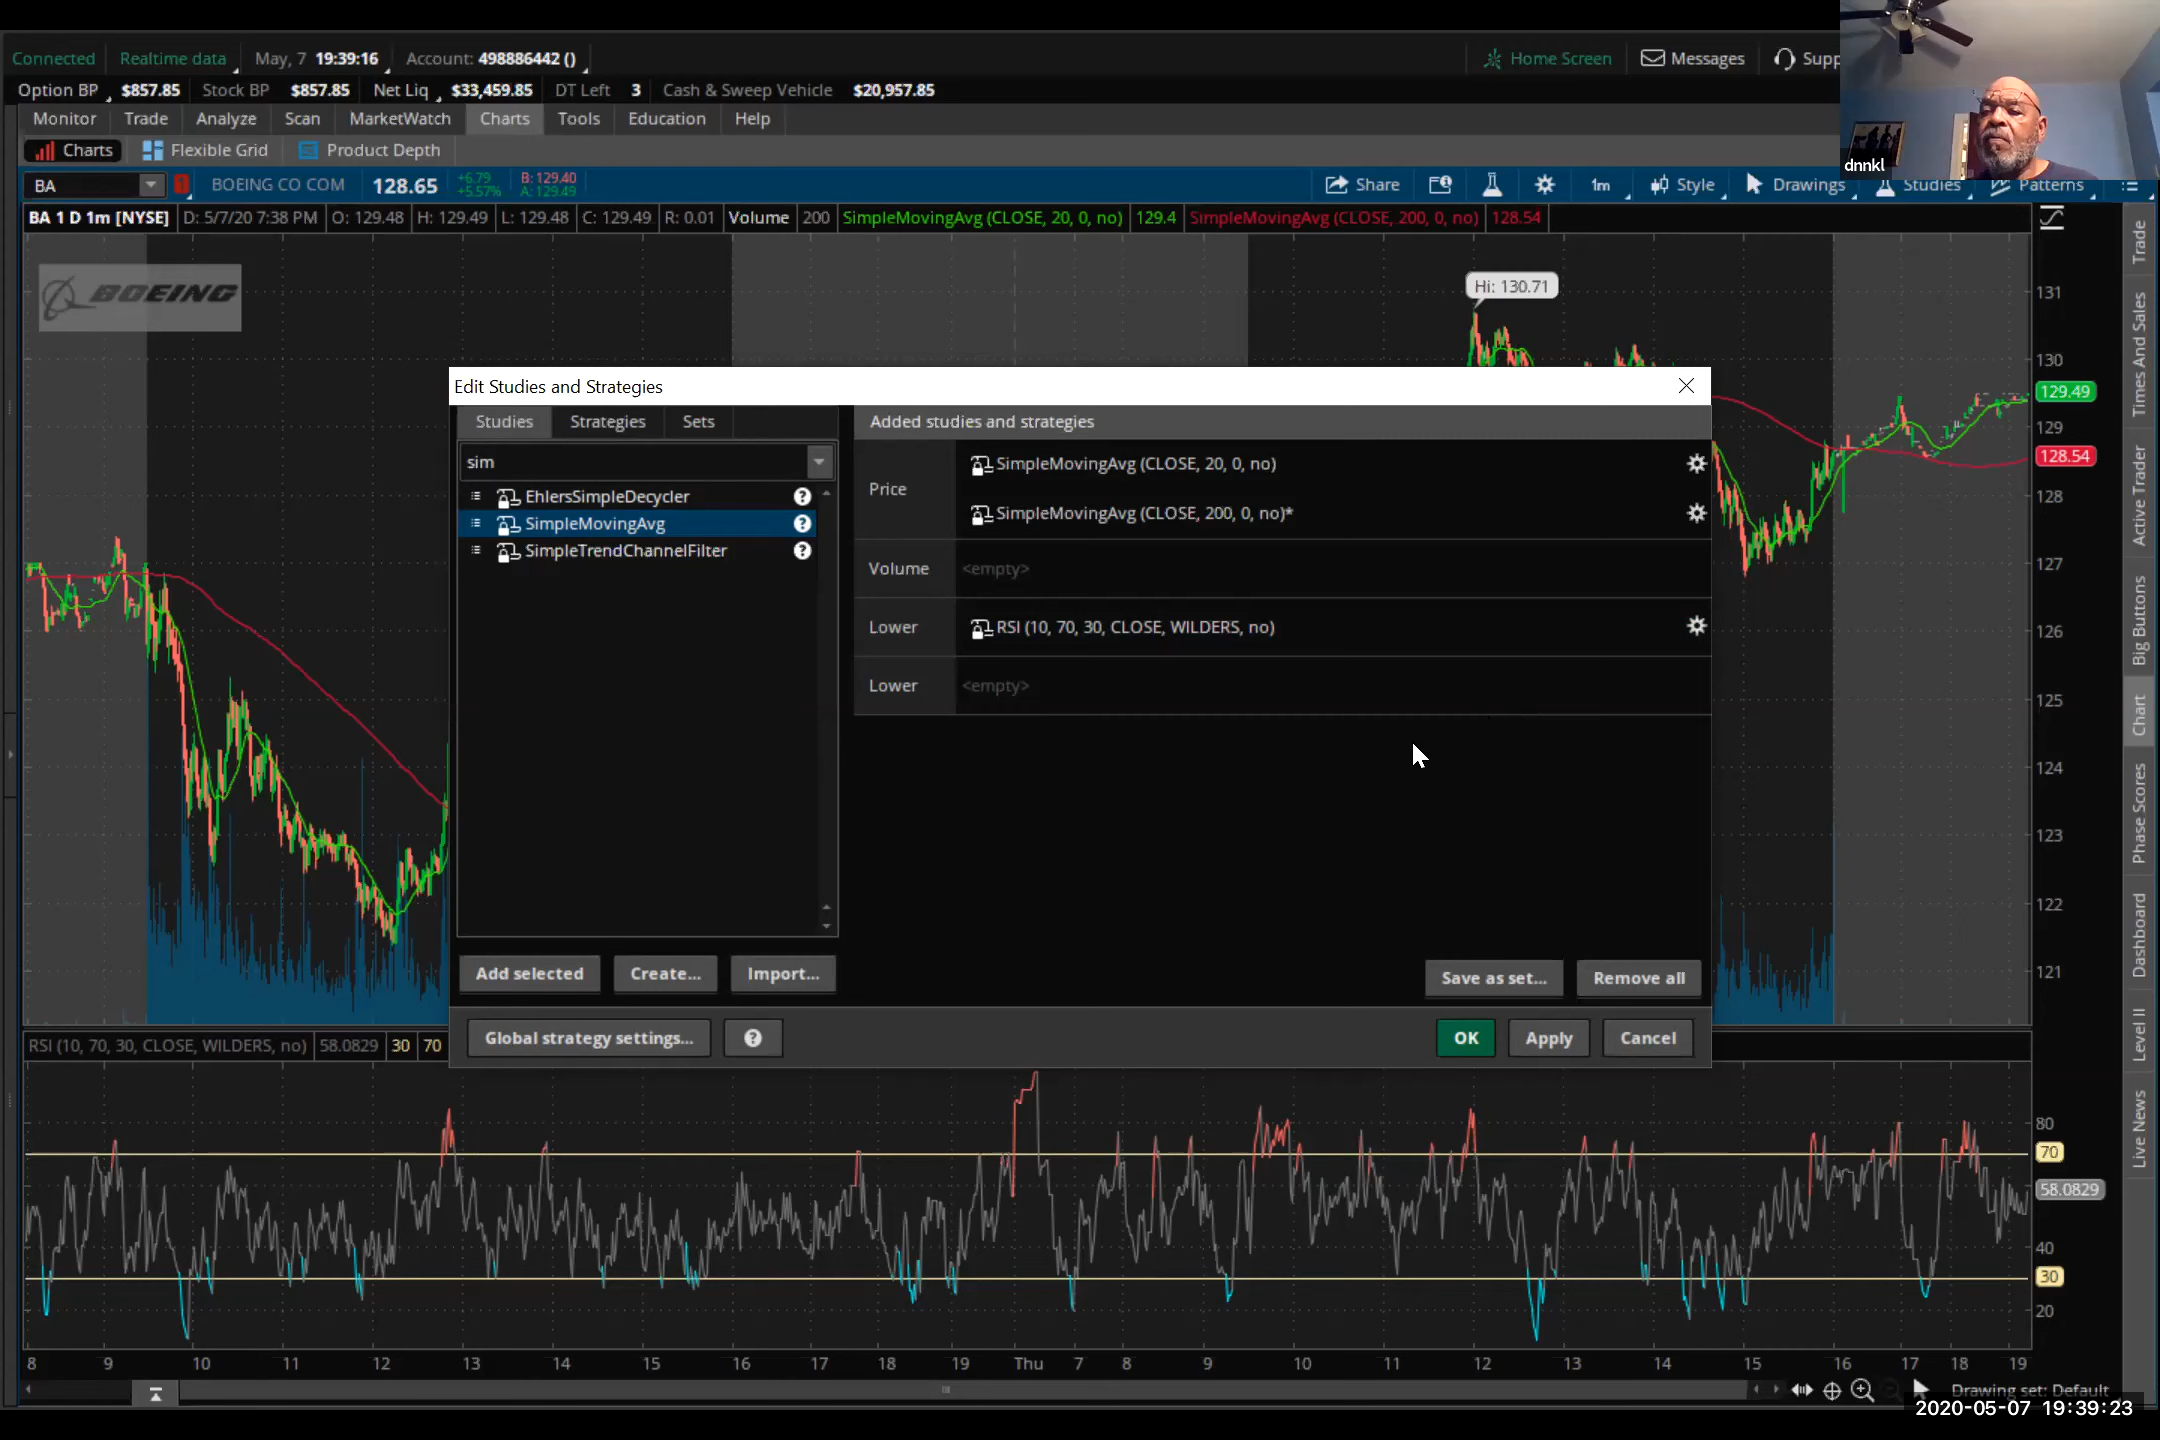 Connected Realtime data May, 7 19:39:16 Account: 498886442 () Home Screen Messages Supp
Option BP $857.85 Stock BP $857.85 Net Liq $33,459.85 DT Left 3 Cash & Sweep Vehicle $20,957.85
Monitor Trade Analyze Scan MarketWatch Charts Tools Education Help
Charts Flexible Grid Product Depth
dnnkl
BA 1 BOEING CO COM 128.65 +6.79 +5.57% B: 129.40 A: 129.49 Share 1m Style Drawings Studies Patterns
BA 1 D 1m [NYSE] D: 5/7/20 7:38 PM O: 129.48 H: 129.49 L: 129.48 C: 129.49 R: 0.01 Volume 200 SimpleMovingAvg (CLOSE, 20, 0, no) 129.4 SimpleMovingAvg (CLOSE, 200, 0, no) 128.54
BOEING
Hi: 130.71
131
130
129.49
129
128.54
128
127
126
125
124
123
122
121
Edit Studies and Strategies
Studies Strategies Sets
sim
EhlersSimpleDecycler ?
SimpleMovingAvg ?
SimpleTrendChannelFilter ?
Add selected Create... Import...
Added studies and strategies
Price
SimpleMovingAvg (CLOSE, 20, 0, no)
SimpleMovingAvg (CLOSE, 200, 0, no)*
Volume <empty>
Lower RSI (10, 70, 30, CLOSE, WILDERS, no)
Lower <empty>
Save as set... Remove all
Global strategy settings... ? OK Apply Cancel
RSI (10, 70, 30, CLOSE, WILDERS, no) 58.0829 30 70
80
70
58.0829
40
30
20
8 9 10 11 12 13 14 15 16 17 18 19 Thu 7 8 9 10 11 12 13 14 15 16 17 18 19
Drawing set: Default
2020-05-07 19:39:23
Trade
Times And Sales
Active Trader
Big Buttons
Chart
Phase Scores
Dashboard
Level II
Live News